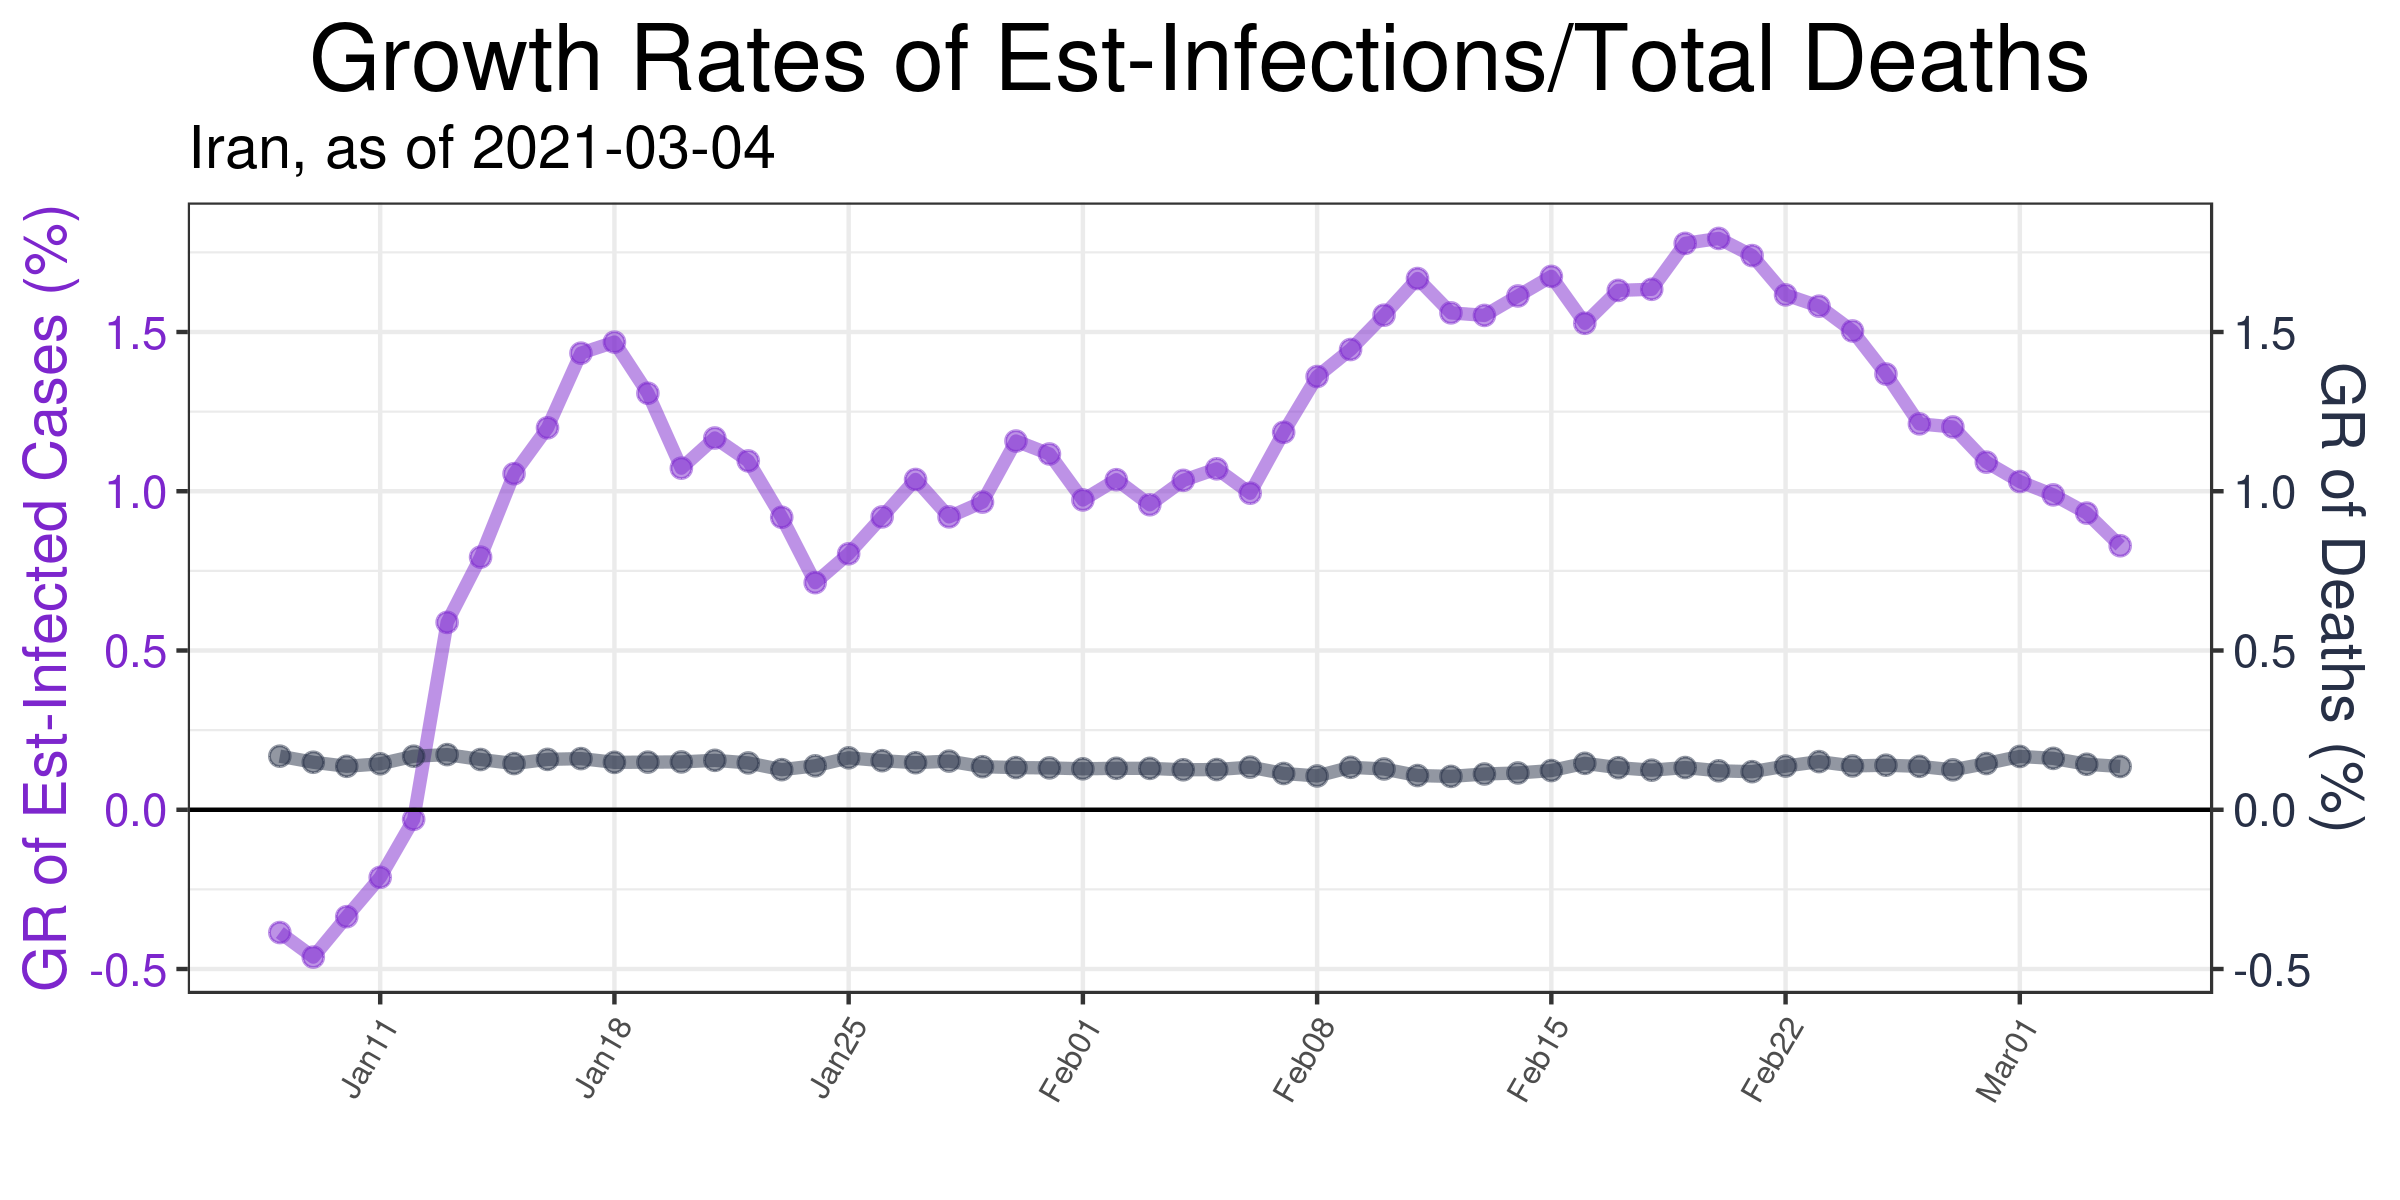 Growth Rates of Est-Infections/Total Deaths
Iran, as of 2021-03-04
GR of Est-Infected Cases (%)
1.5
1.0
0.5
0.0
-0.5
1.5
1.0
0.5
0.0
-0.5
GR of Deaths (%)
Jan11
Jan18
Jan25
Feb01
Feb08
Feb15
Feb22
Mar01